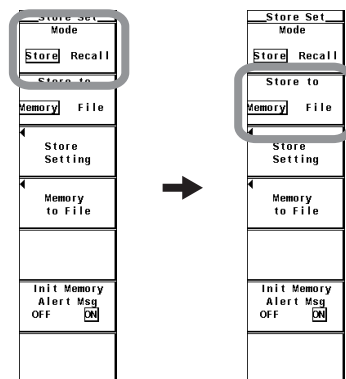 Store Set
Mode
Store Recall
Store to
Memory File
Store
Setting
Memory
to File
Init Memory
Alert Msg
OFF ON
Store Set
Mode
Store Recall
Store to
Memory File
Store
Setting
Memory
to File
Init Memory
Alert Msg
OFF ON